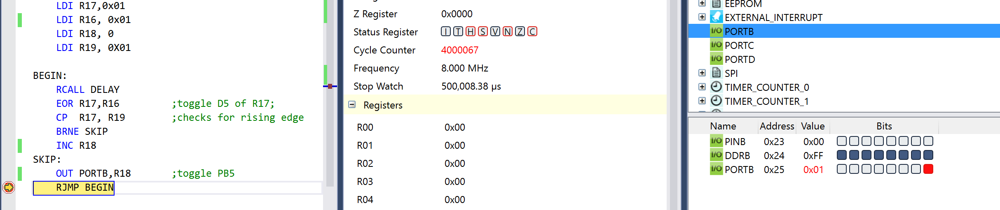 LDI R17,0x01
LDI R16, 0x01
LDI R18, 0
LDI R19, 0X01
BEGIN:
RCALL DELAY
EOR R17,R16 ;toggle D5 of R17;
CP R17, R19 ;checks for rising edge
BRNE SKIP
INC R18
SKIP:
OUT PORTB,R18 ;toggle PB5
RJMP BEGIN
Z Register 0x0000
Status Register I T H S V N Z C
Cycle Counter 4000067
Frequency 8.000 MHz
Stop Watch 500,008.38 µs
Registers
R00 0x00
R01 0x00
R02 0x00
R03 0x00
R04 0x00
EEPROM
EXTERNAL_INTERRUPT
I/O PORTB
I/O PORTC
I/O PORTD
SPI
TIMER_COUNTER_0
TIMER_COUNTER_1
Name Address Value Bits
I/O PINB 0x23 0x00
I/O DDRB 0x24 0xFF
I/O PORTB 0x25 0x01